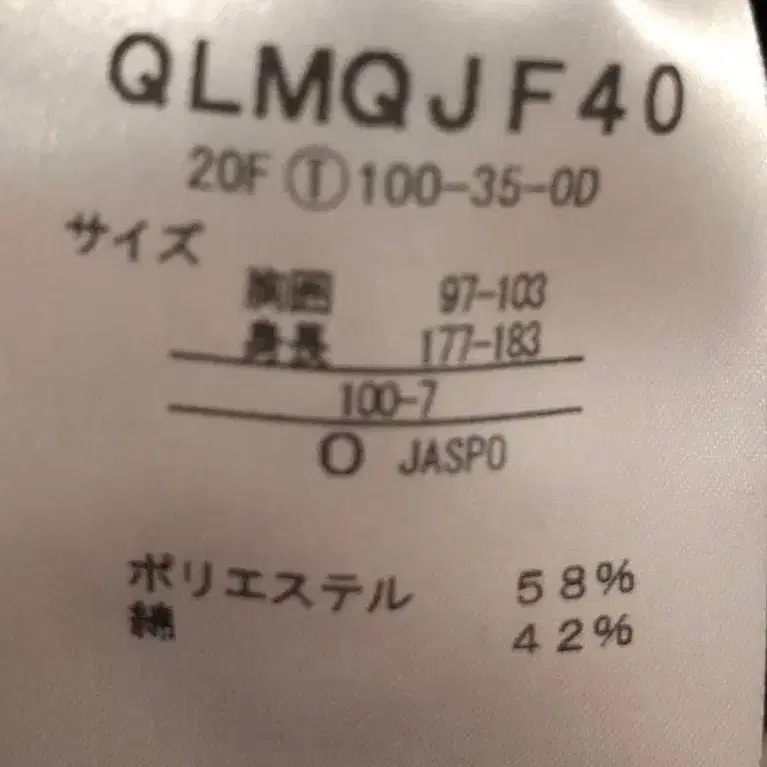 QLMQJF40
20F Ⓣ 100-35-0D
サイズ
胸囲 97-103
身長 177-183
100-7
O JASPO
ポリエステル 58%
綿 42%